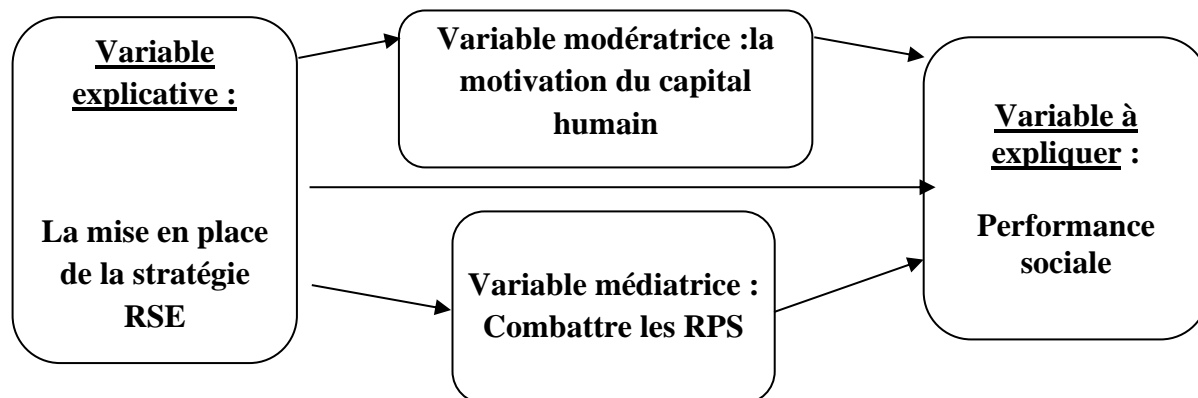 Variable
explicative :
La mise en place
de la stratégie
RSE
Variable modératrice :la
motivation du capital
humain
Variable médiatrice :
Combattre les RPS
Variable à
expliquer :
Performance
sociale